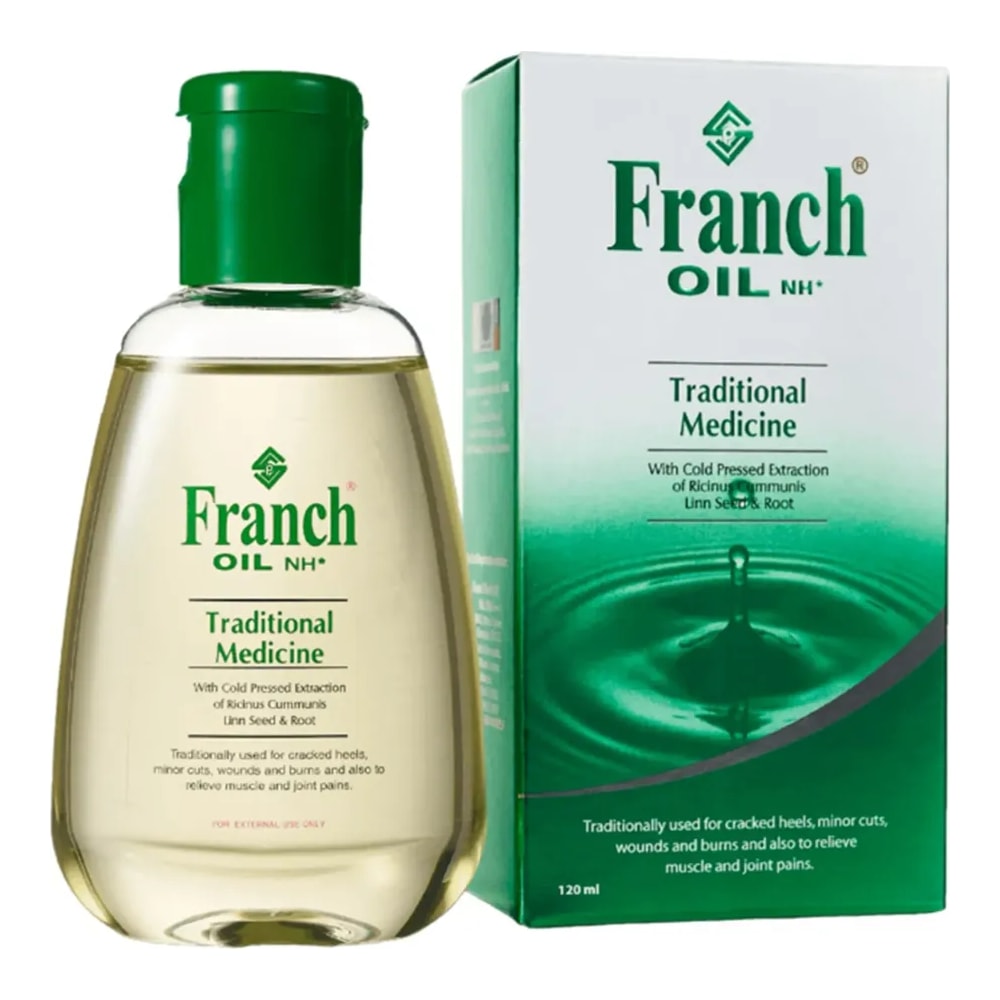 Franch®
OIL NH*
Traditional
Medicine
With Cold Pressed Extraction
of Ricinus Cummunis
Linn Seed & Root
Traditionally used for cracked heels,
minor cuts, wounds and burns and also to
relieve muscle and joint pains.
FOR EXTERNAL USE ONLY
Franch®
OIL NH*
Traditional
Medicine
With Cold Pressed Extraction
of Ricinus Cummunis
Linn Seed & Root
Traditionally used for cracked heels, minor cuts,
wounds and burns and also to relieve
muscle and joint pains.
120 ml